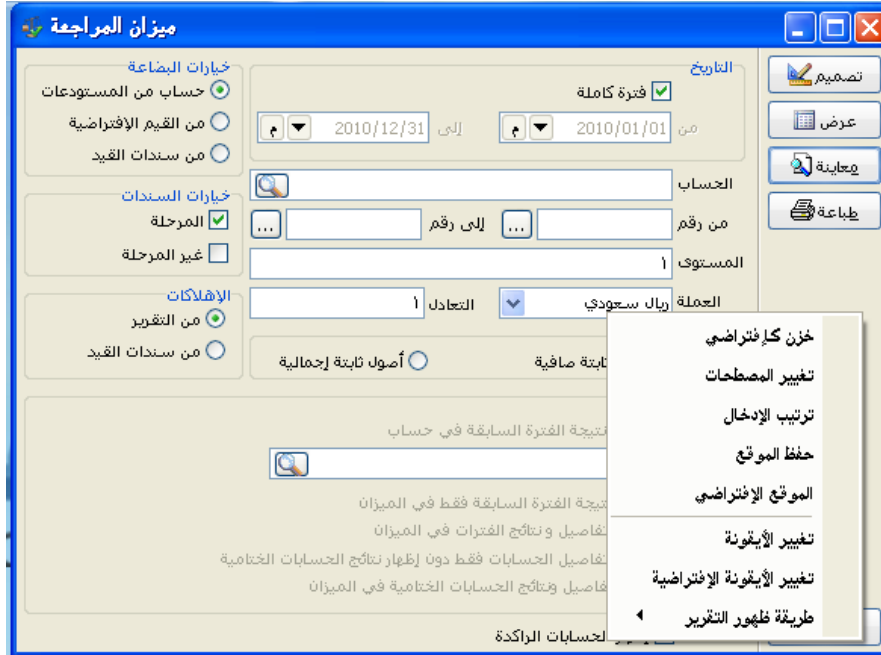 ميزان المراجعة
تصميم
عرض
معاينة
طباعة
التاريخ
فترة كاملة
من 2010/01/01 م إلى 2010/12/31 م
الحساب
من رقم ... إلى رقم ...
المستوى ١
العملة ريال سعودي التعادل ١
ثابتة صافية أصول ثابتة إجمالية
خيارات البضاعة
حساب من المستودعات
من القيم الإفتراضية
من سندات القيد
خيارات السندات
المرحلة
غير المرحلة
الإهلاكات
من التقرير
من سندات القيد
نتيجة الفترة السابقة في حساب
نتيجة الفترة السابقة فقط في الميزان
تفاصيل ونتائج الفترات في الميزان
تفاصيل الحسابات فقط دون إظهار نتائج الحسابات الختامية
تفاصيل ونتائج الحسابات الختامية في الميزان
الحسابات الراكدة
خزن كإفتراضي
تغيير المصطحات
ترتيب الإدخال
حفظ الموقع
الموقع الإفتراضي
تغيير الأيقونة
تغيير الأيقونة الإفتراضية
طريقة ظهور التقرير